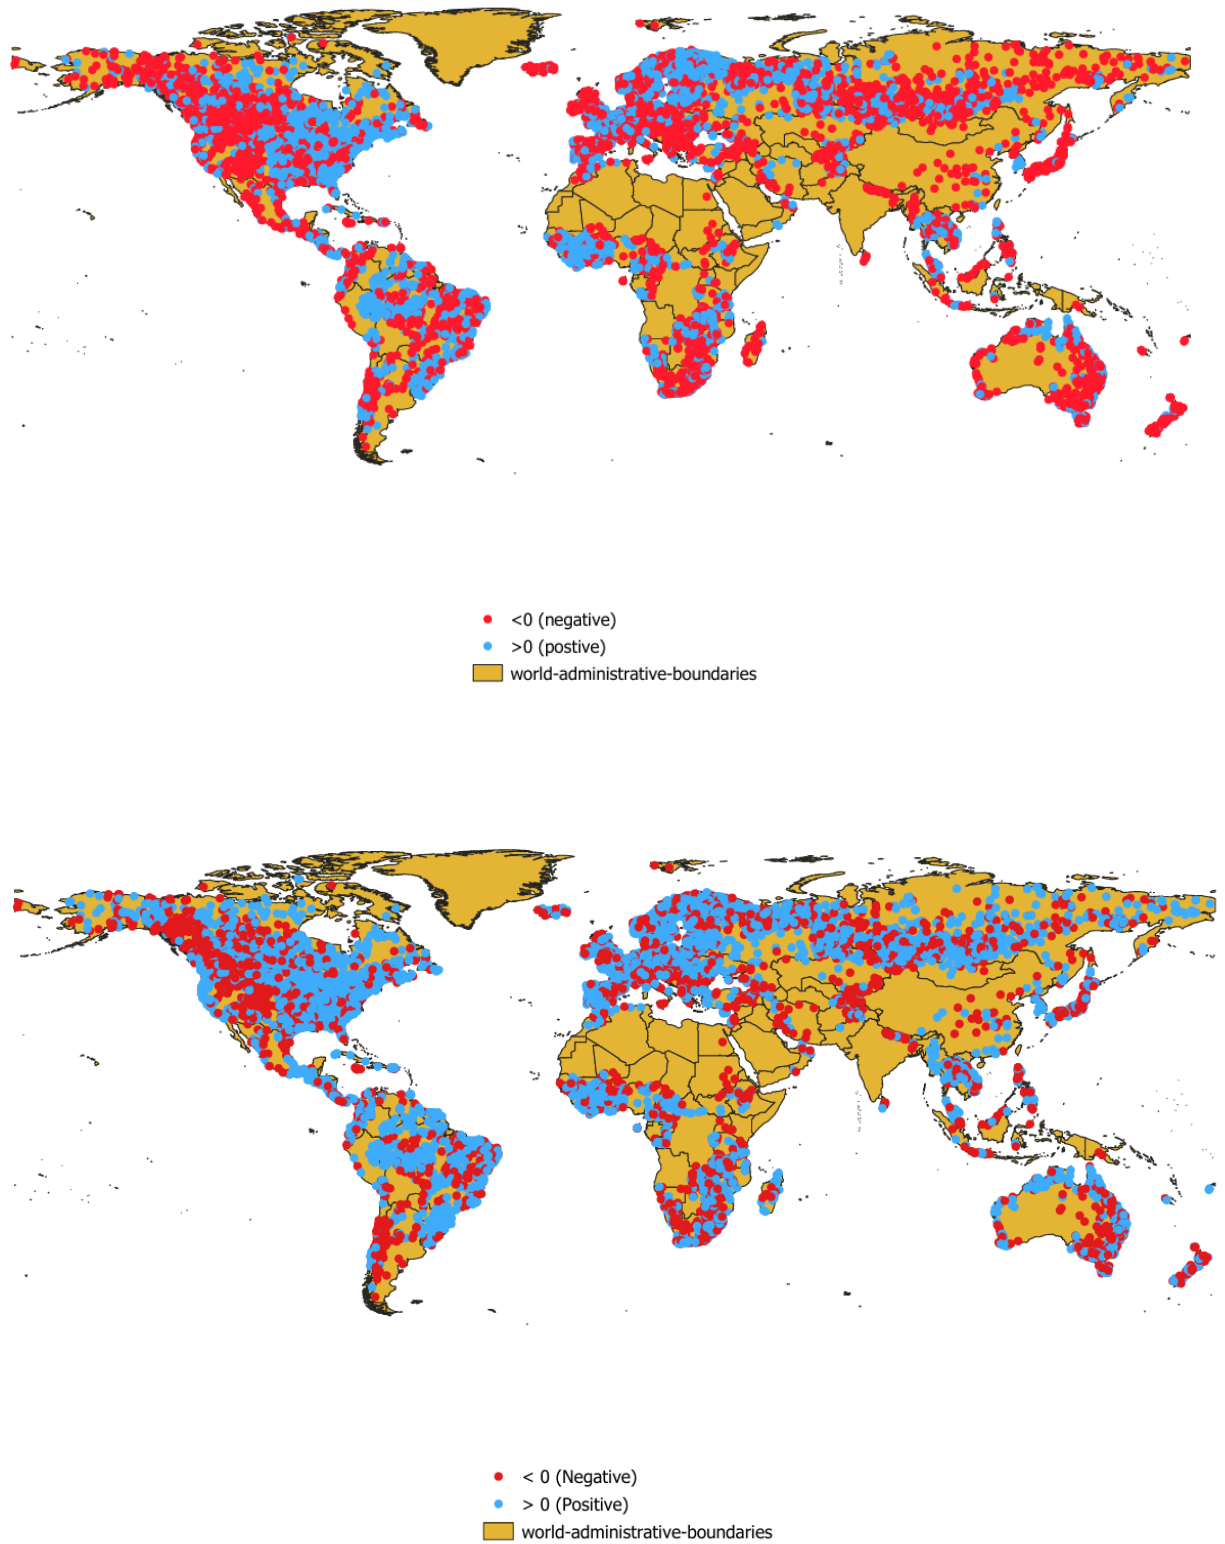 <0 (negative)
>0 (postive)
world-administrative-boundaries
< 0 (Negative)
> 0 (Positive)
world-administrative-boundaries